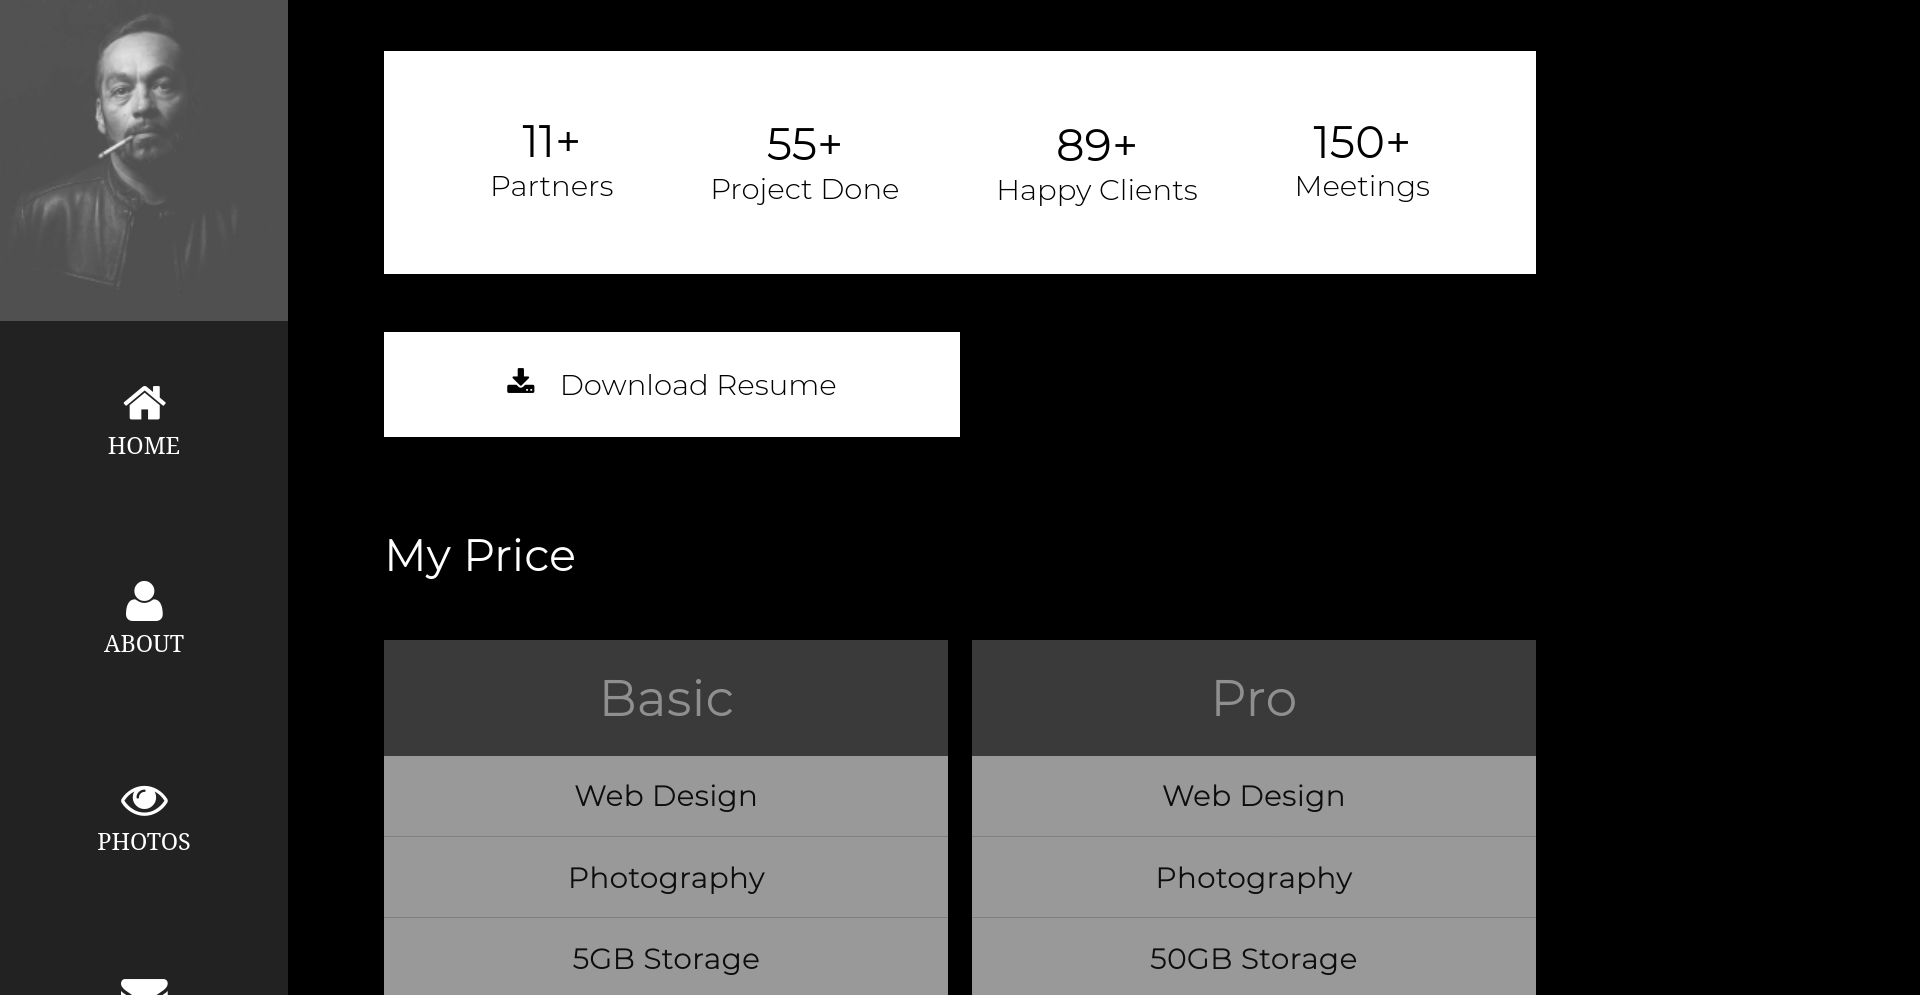 11+
Partners
55+
Project Done
89+
Happy Clients
150+
Meetings
Download Resume
HOME
My Price
ABOUT
Basic
Web Design
Photography
5GB Storage
Pro
Web Design
Photography
50GB Storage
PHOTOS